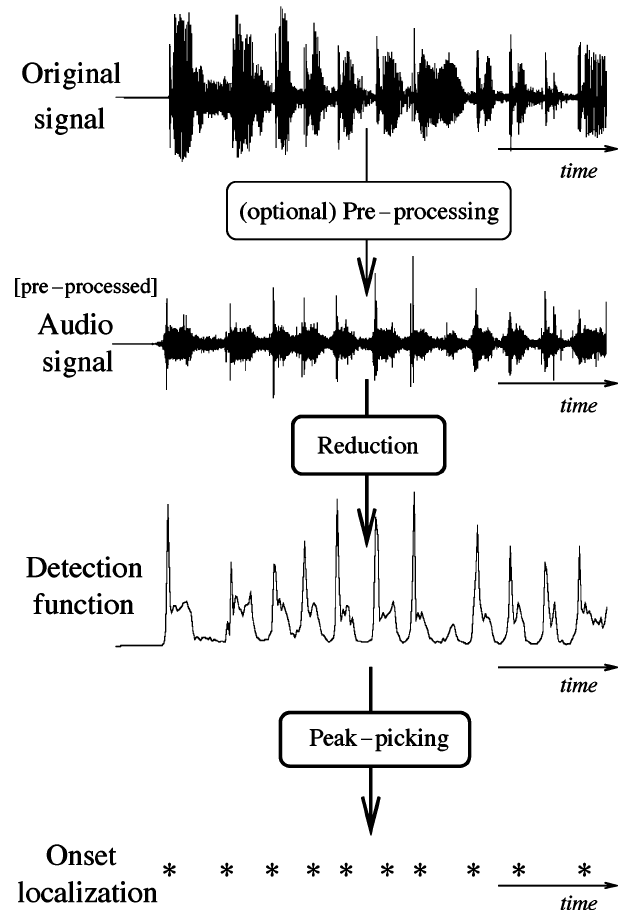 Original
signal
time
(optional) Pre–processing
[pre–processed]
Audio
signal
time
Reduction
Detection
function
time
Peak–picking
Onset
localization
* * * * * * * * * *
time